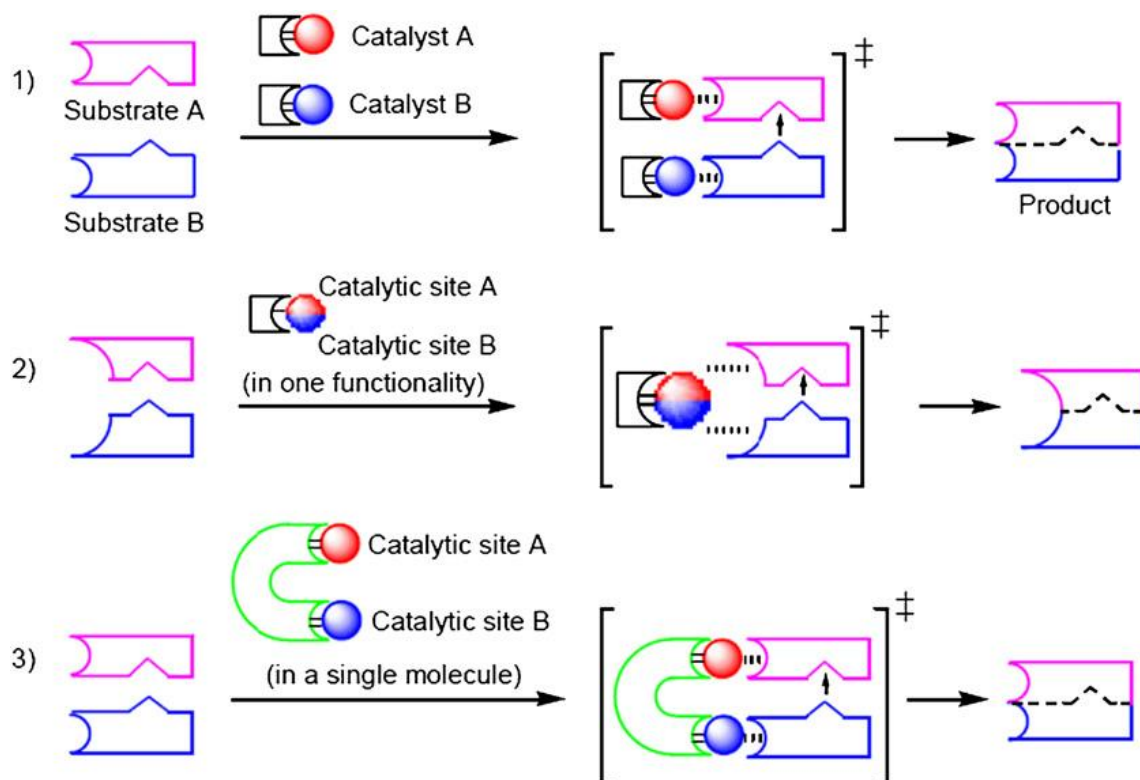 1)
Substrate A
Substrate B
Catalyst A
Catalyst B
‡
Product
2)
Catalytic site A
Catalytic site B
(in one functionality)
‡
3)
Catalytic site A
Catalytic site B
(in a single molecule)
‡